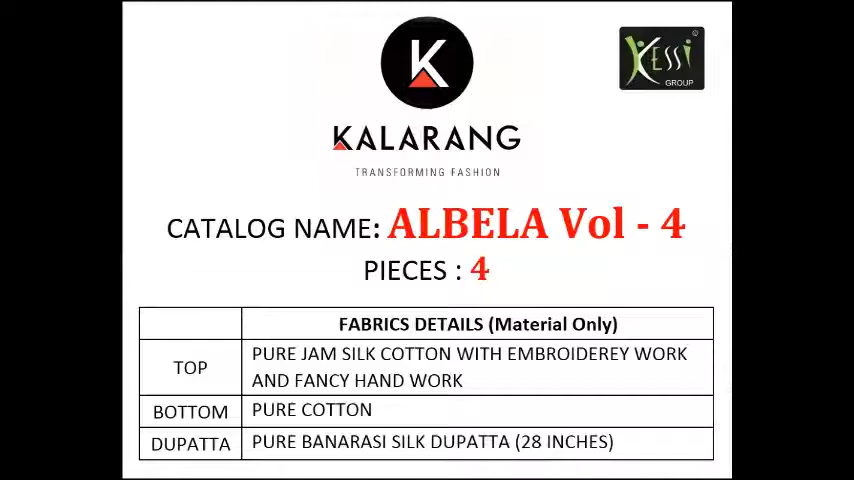 K
KESSI
GROUP
©
KALARANG
TRANSFORMING FASHION
CATALOG NAME: ALBELA Vol - 4
PIECES : 4
FABRICS DETAILS (Material Only)
TOP
PURE JAM SILK COTTON WITH EMBROIDEREY WORK
AND FANCY HAND WORK
BOTTOM
PURE COTTON
DUPATTA
PURE BANARASI SILK DUPATTA (28 INCHES)